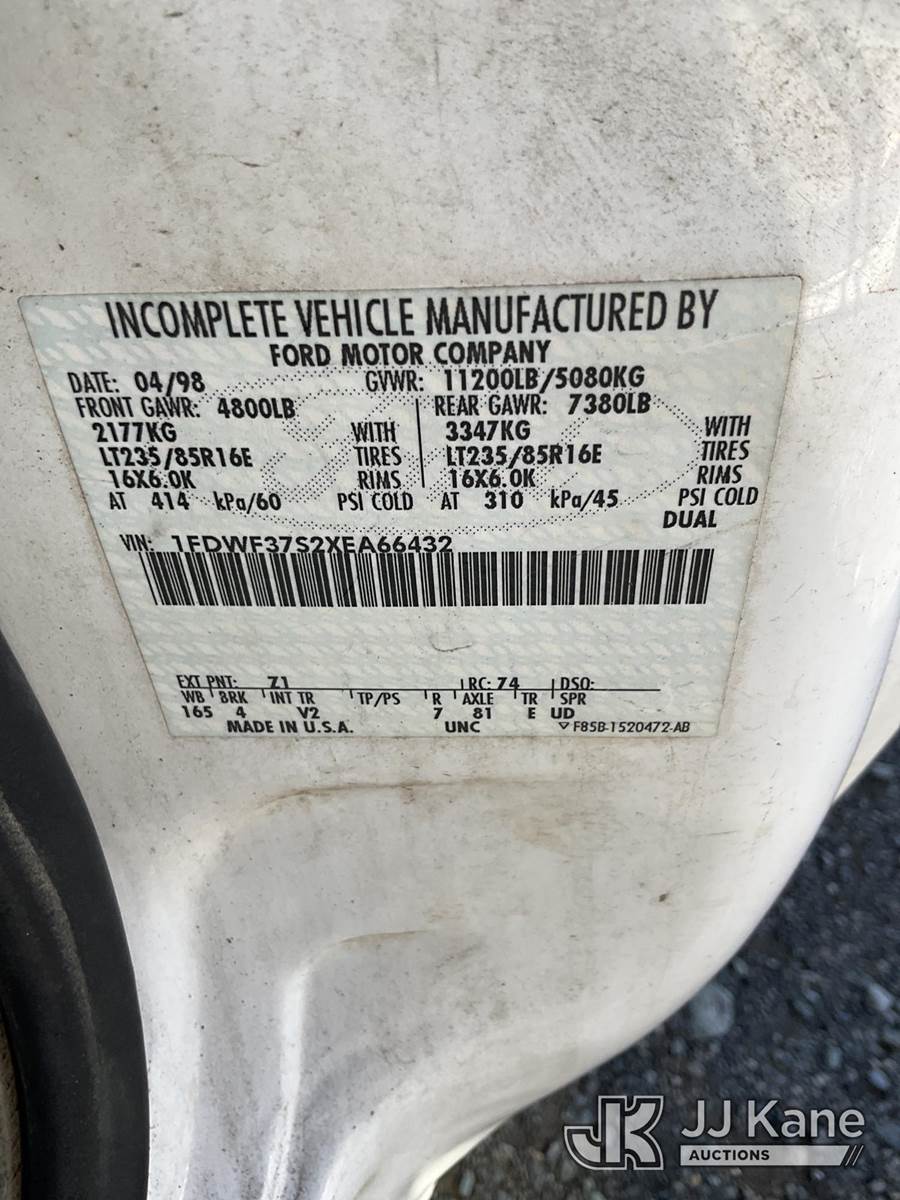 INCOMPLETE VEHICLE MANUFACTURED BY
FORD MOTOR COMPANY
DATE: 04/98 GVWR: 11200LB/5080KG
FRONT GAWR: 4800LB REAR GAWR: 7380LB
2177KG WITH 3347KG WITH
LT235/85R16E TIRES LT235/85R16E TIRES
16X6.0K RIMS 16X6.0K RIMS
AT 414 kPa/60 PSI COLD AT 310 kPa/45 PSI COLD
DUAL
VIN: 1FDWF37S2XEA66432
EXT PNT: Z1 RC: 74 DSO:
WB BRK INT TR TP/PS R AXLE TR SPR
165 4 V2 7 81 E UD
MADE IN U.S.A. UNC F85B-1520472-AB
JK JJ Kane
AUCTIONS